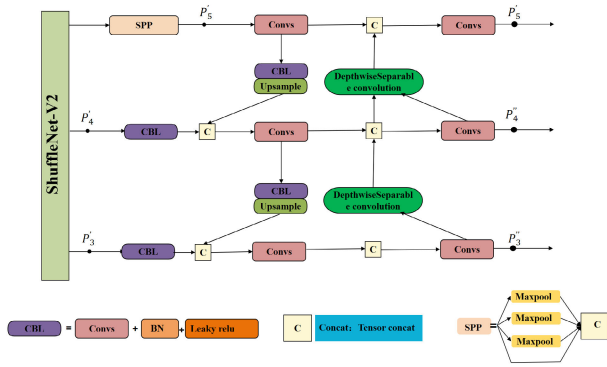 ShuffleNet-V2
SPP
P'5
Convs
C
Convs
P'5
CBL
Upsample
DepthwiseSeparabl
e convolution
P'4
CBL
C
Convs
C
Convs
P''4
CBL
Upsample
DepthwiseSeparabl
e convolution
P'3
CBL
C
Convs
C
Convs
P''3
CBL = Convs + BN + Leaky relu
C Concat：Tensor concat
SPP =
Maxpool
Maxpool
Maxpool
C